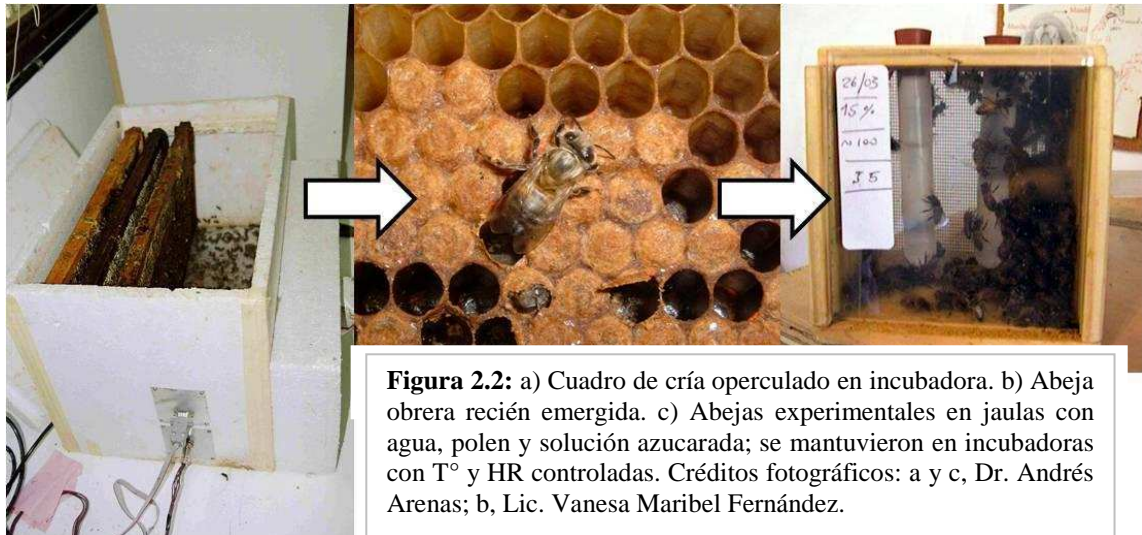 26/03
15%
~ 100
35
Figura 2.2: a) Cuadro de cría operculado en incubadora. b) Abeja
obrera recién emergida. c) Abejas experimentales en jaulas con
agua, polen y solución azucarada; se mantuvieron en incubadoras
con T° y HR controladas. Créditos fotográficos: a y c, Dr. Andrés
Arenas; b, Lic. Vanesa Maribel Fernández.